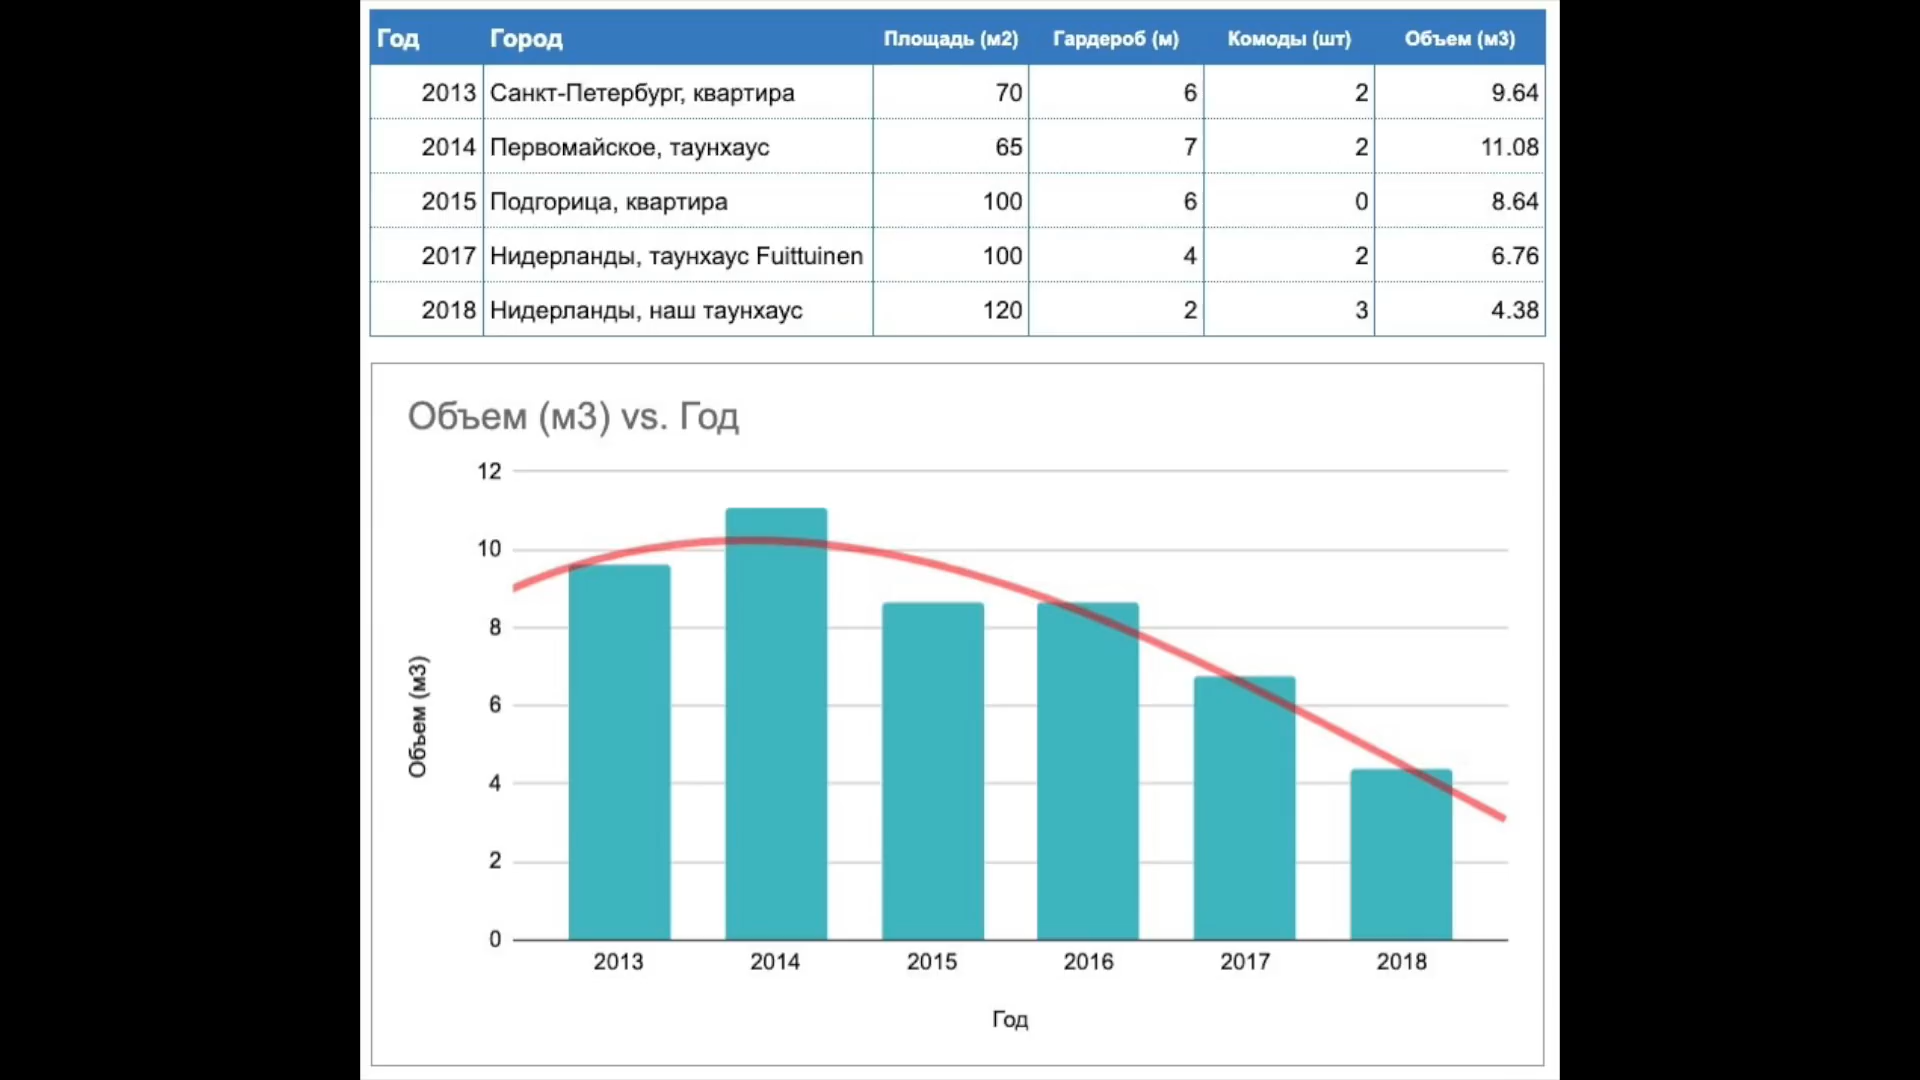 Год Город Площадь (м2) Гардероб (м) Комоды (шт) Объем (м3)
2013 Санкт-Петербург, квартира 70 6 2 9.64
2014 Первомайское, таунхаус 65 7 2 11.08
2015 Подгорица, квартира 100 6 0 8.64
2017 Нидерланды, таунхаус Fuittuinen 100 4 2 6.76
2018 Нидерланды, наш таунхаус 120 2 3 4.38
Объем (м3) vs. Год
12
10
8
6
4
2
0
Объем (м3)
2013 2014 2015 2016 2017 2018
Год